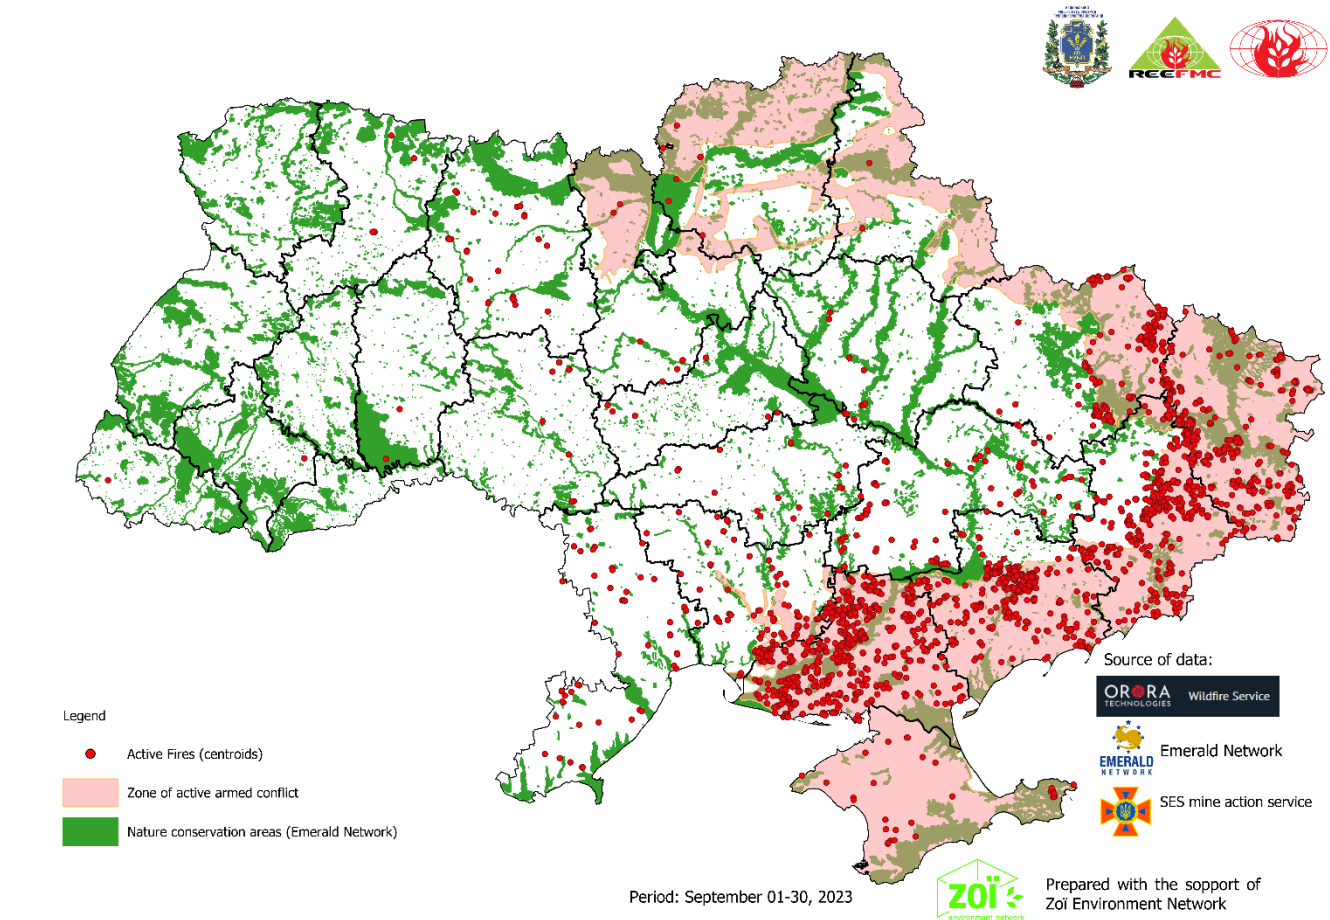 REEFMC
Source of data:
ORORA
TECHNOLOGIES
Wildfire Service
EMERALD
NETWORK
Emerald Network
SES mine action service
Legend
Active Fires (centroids)
Zone of active armed conflict
Nature conservation areas (Emerald Network)
Period: September 01-30, 2023
zoï
environment network
Prepared with the sopport of
Zoï Environment Network